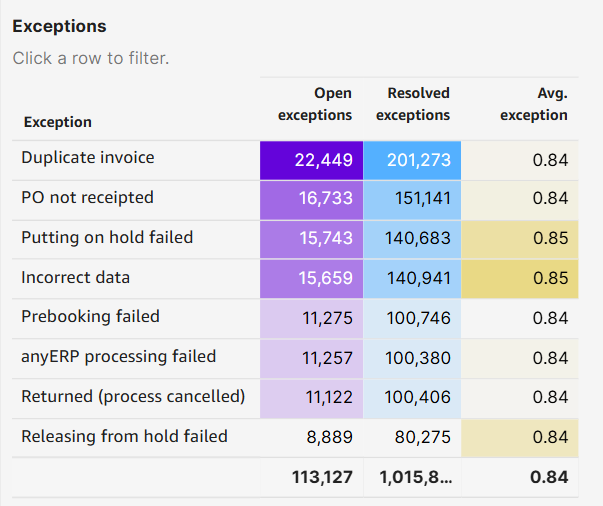 Exceptions
Click a row to filter.
Exception Open exceptions Resolved exceptions Avg. exception
Duplicate invoice 22,449 201,273 0.84
PO not receipted 16,733 151,141 0.84
Putting on hold failed 15,743 140,683 0.85
Incorrect data 15,659 140,941 0.85
Prebooking failed 11,275 100,746 0.84
anyERP processing failed 11,257 100,380 0.84
Returned (process cancelled) 11,122 100,406 0.84
Releasing from hold failed 8,889 80,275 0.84
113,127 1,015,8... 0.84